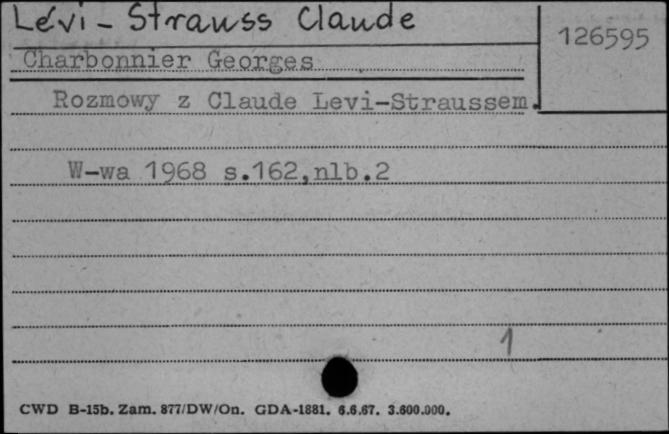 Lévi-Strauss Claude
126595
Charbonnier Georges
Rozmowy z Claude Levi-Straussem.
W-wa 1968 s.162,nlb.2
1
CWD B-15b. Zam. 877/DW/On. GDA-1881. 6.6.67. 3.600.000.